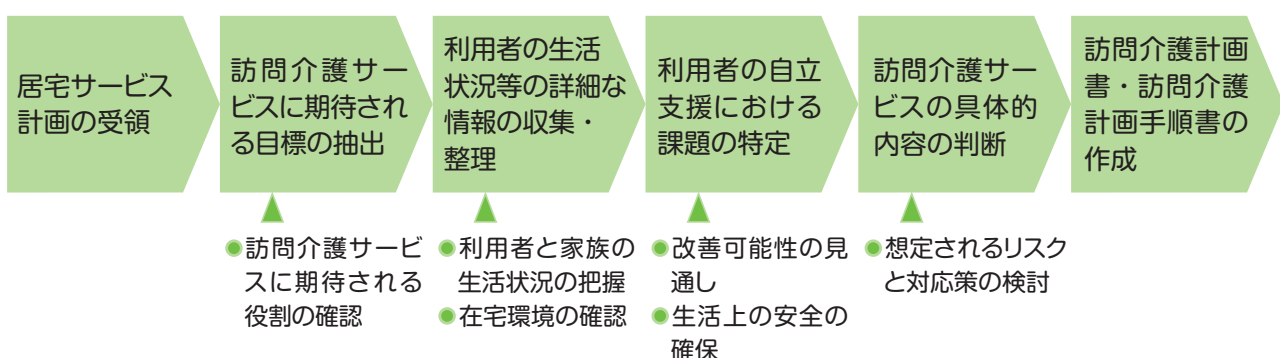 居宅サービス
計画の受領
訪問介護サー
ビスに期待され
る目標の抽出
利用者の生活
状況等の詳細な
情報の収集・
整理
利用者の自立
支援における
課題の特定
訪問介護サー
ビスの具体的
内容の判断
訪問介護計画
書・訪問介護
計画手順書の
作成
●訪問介護サービ
スに期待される
役割の確認
●利用者と家族の
生活状況の把握
●在宅環境の確認
●改善可能性の見
通し
●生活上の安全の
確保
●想定されるリスク
と対応策の検討